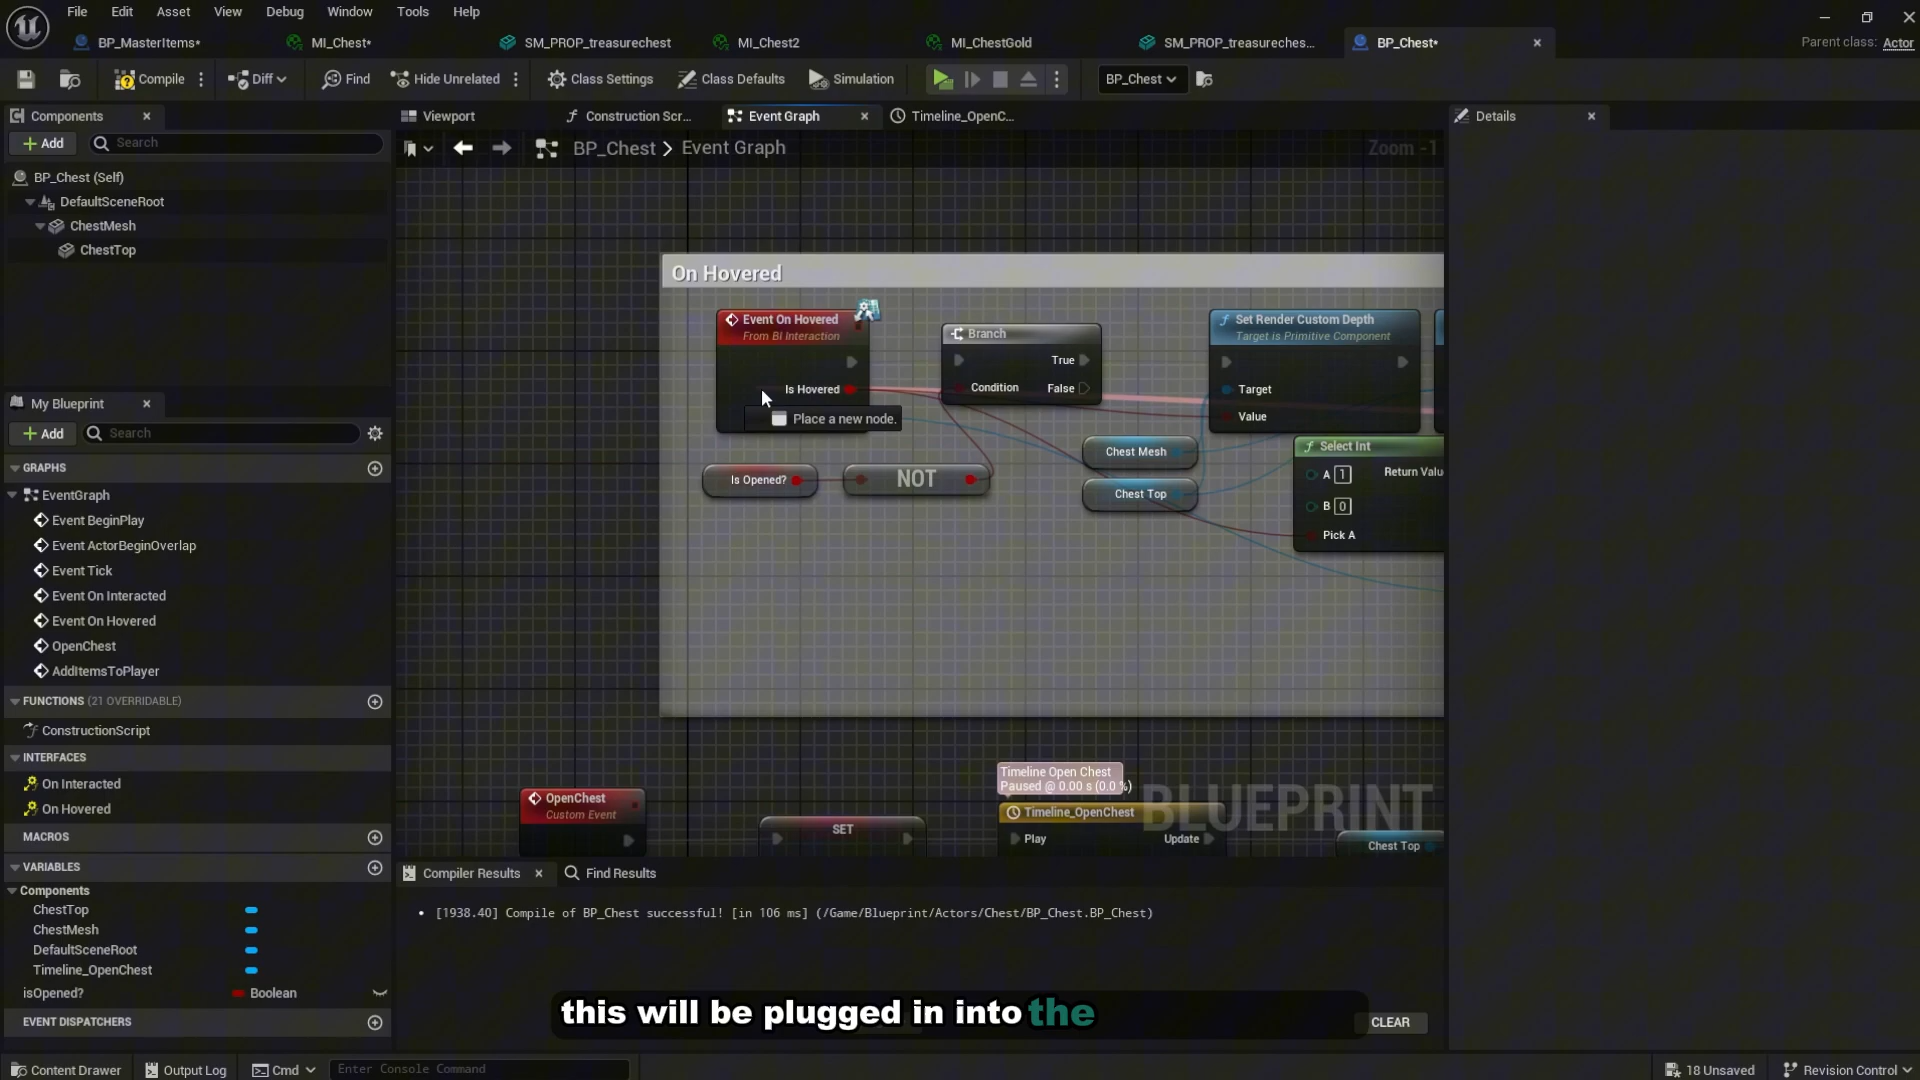 File Edit Asset View Debug Window Tools Help
BP_MasterItems* MI_Chest* SM_PROP_treasurechest MI_Chest2 MI_ChestGold SM_PROP_treasureches... BP_Chest* Parent class: Actor
Compile Diff Find Hide Unrelated Class Settings Class Defaults Simulation BP_Chest
Components
Viewport Construction Scr... Event Graph Timeline_OpenC...
Details
Add Search
BP_Chest > Event Graph Zoom -1
BP_Chest (Self)
DefaultSceneRoot
ChestMesh
ChestTop
On Hovered
Event On Hovered
From BI Interaction
Is Hovered
Place a new node.
Branch
True
Condition False
Set Render Custom Depth
Target is Primitive Component
Target
Value
Is Opened? NOT
Chest Mesh
Chest Top
Select Int
A 1 Return Valu
B 0
Pick A
My Blueprint
Add Search
GRAPHS
EventGraph
Event BeginPlay
Event ActorBeginOverlap
Event Tick
Event On Interacted
Event On Hovered
OpenChest
AddItemsToPlayer
FUNCTIONS (21 OVERRIDABLE)
ConstructionScript
INTERFACES
On Interacted
On Hovered
MACROS
VARIABLES
Components
ChestTop
ChestMesh
DefaultSceneRoot
Timeline_OpenChest
isOpened? Boolean
EVENT DISPATCHERS
OpenChest
Custom Event
SET
Timeline Open Chest
Paused @ 0.00 s (0.0 %)
Timeline_OpenChest
Play Update
Chest Top
BLUEPRINT
Compiler Results Find Results
[1938.40] Compile of BP_Chest successful! [in 106 ms] (/Game/Blueprint/Actors/Chest/BP_Chest.BP_Chest)
this will be plugged in into the
CLEAR
Content Drawer Output Log Cmd Enter Console Command 18 Unsaved Revision Control